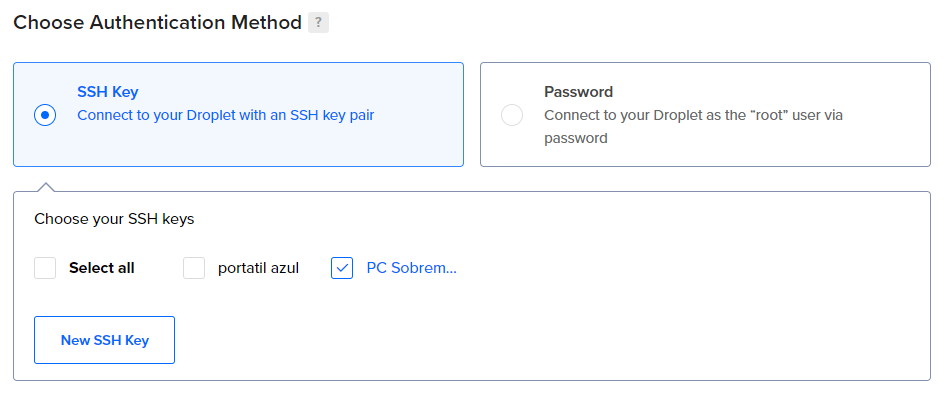 Choose Authentication Method ?
SSH Key
Connect to your Droplet with an SSH key pair
Password
Connect to your Droplet as the “root” user via
password
Choose your SSH keys
Select all
portatil azul
PC Sobrem...
New SSH Key